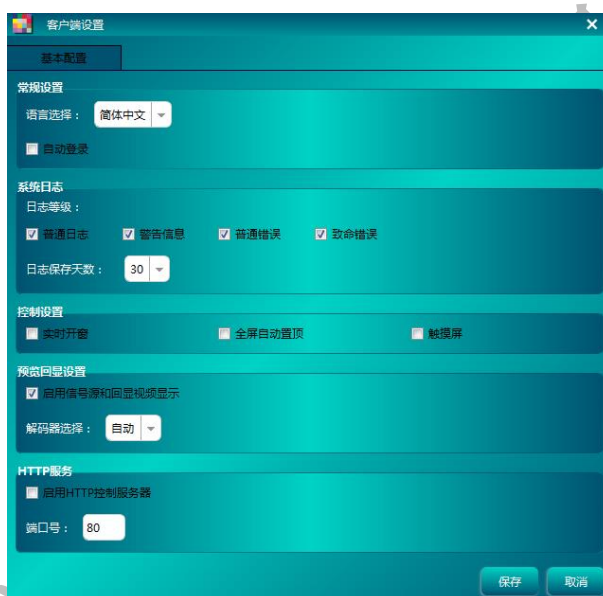 客户端设置
基本配置
常规设置
语言选择： 简体中文
自动登录
系统日志
日志等级：
普通日志 警告信息 普通错误 致命错误
日志保存天数： 30
控制设置
实时开窗 全屏自动置顶 触摸屏
预览回显设置
启用信号源和回显视频显示
解码器选择： 自动
HTTP服务
启用HTTP控制服务器
端口号： 80
保存 取消